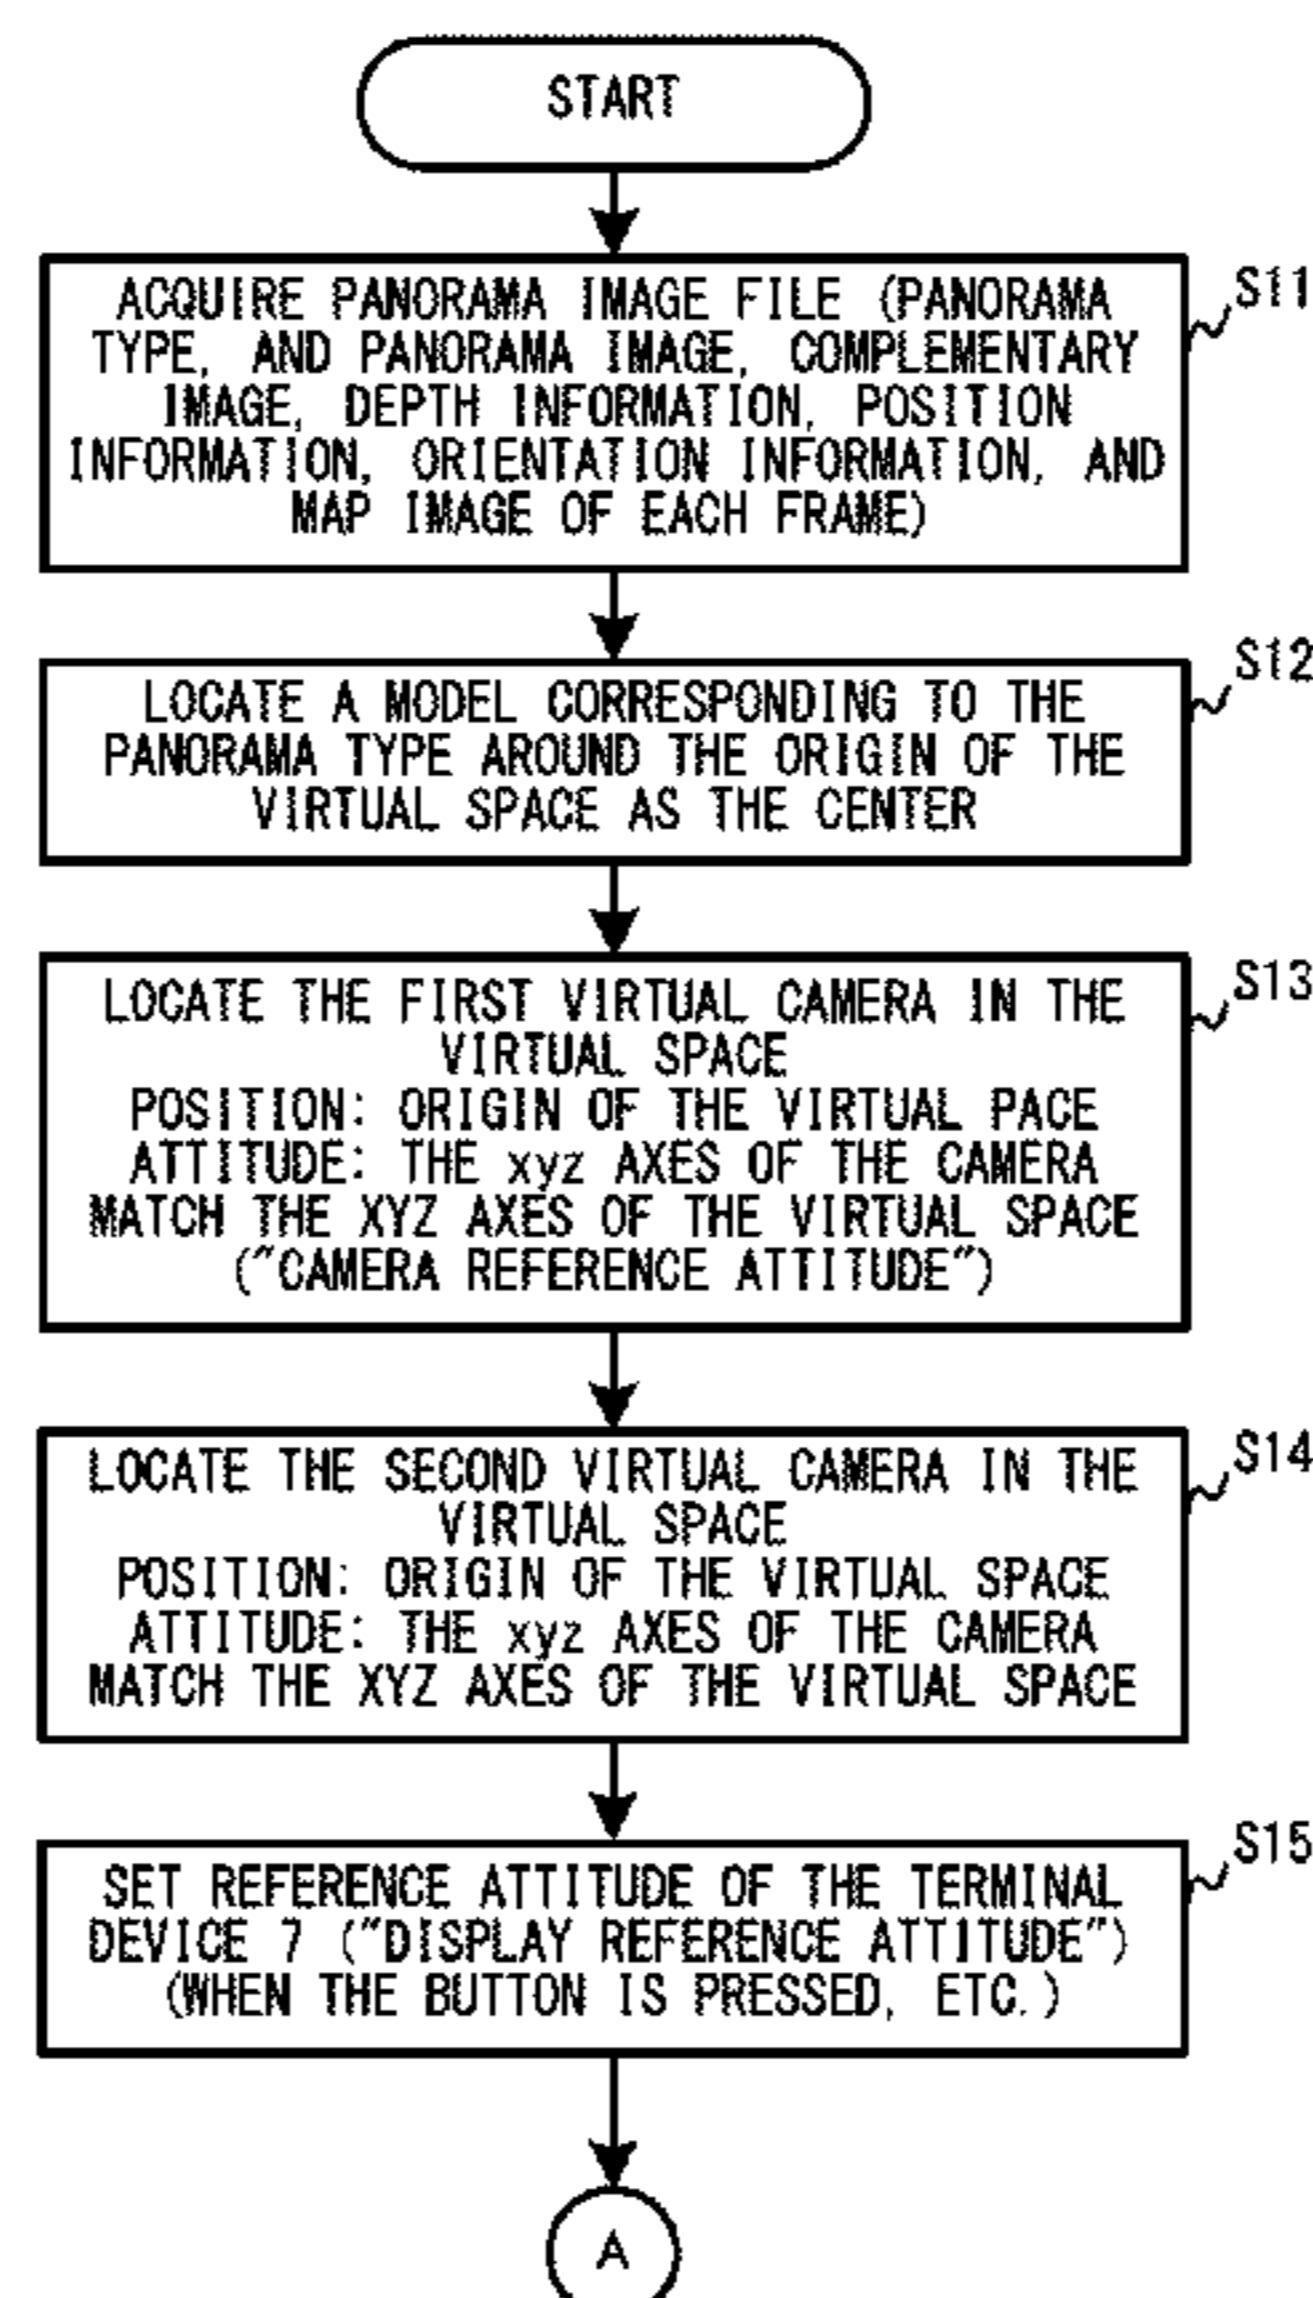 START
S11
ACQUIRE PANORAMA IMAGE FILE (PANORAMA
TYPE, AND PANORAMA IMAGE, COMPLEMENTARY
IMAGE, DEPTH INFORMATION, POSITION
INFORMATION, ORIENTATION INFORMATION, AND
MAP IMAGE OF EACH FRAME)
S12
LOCATE A MODEL CORRESPONDING TO THE
PANORAMA TYPE AROUND THE ORIGIN OF THE
VIRTUAL SPACE AS THE CENTER
S13
LOCATE THE FIRST VIRTUAL CAMERA IN THE
VIRTUAL SPACE
POSITION: ORIGIN OF THE VIRTUAL PACE
ATTITUDE: THE xyz AXES OF THE CAMERA
MATCH THE XYZ AXES OF THE VIRTUAL SPACE
("CAMERA REFERENCE ATTITUDE")
S14
LOCATE THE SECOND VIRTUAL CAMERA IN THE
VIRTUAL SPACE
POSITION: ORIGIN OF THE VIRTUAL SPACE
ATTITUDE: THE xyz AXES OF THE CAMERA
MATCH THE XYZ AXES OF THE VIRTUAL SPACE
S15
SET REFERENCE ATTITUDE OF THE TERMINAL
DEVICE 7 ("DISPLAY REFERENCE ATTITUDE")
(WHEN THE BUTTON IS PRESSED, ETC.)
A